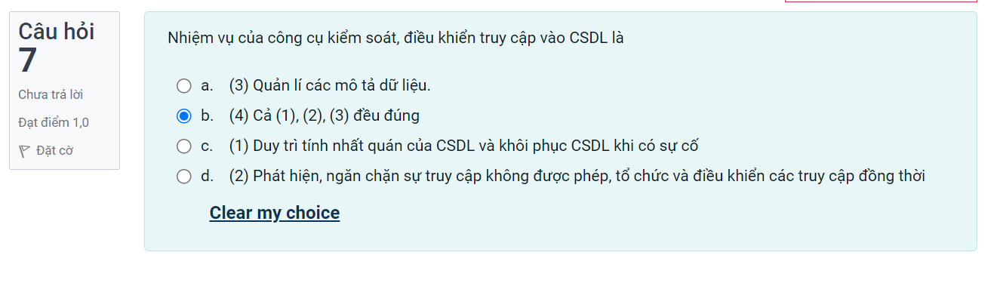 Câu hỏi
7
Chưa trả lời
Đạt điểm 1,0
Đặt cờ
Nhiệm vụ của công cụ kiểm soát, điều khiển truy cập vào CSDL là
a. (3) Quản lí các mô tả dữ liệu.
b. (4) Cả (1), (2), (3) đều đúng
c. (1) Duy trì tính nhất quán của CSDL và khôi phục CSDL khi có sự cố
d. (2) Phát hiện, ngăn chặn sự truy cập không được phép, tổ chức và điều khiển các truy cập đồng thời
Clear my choice